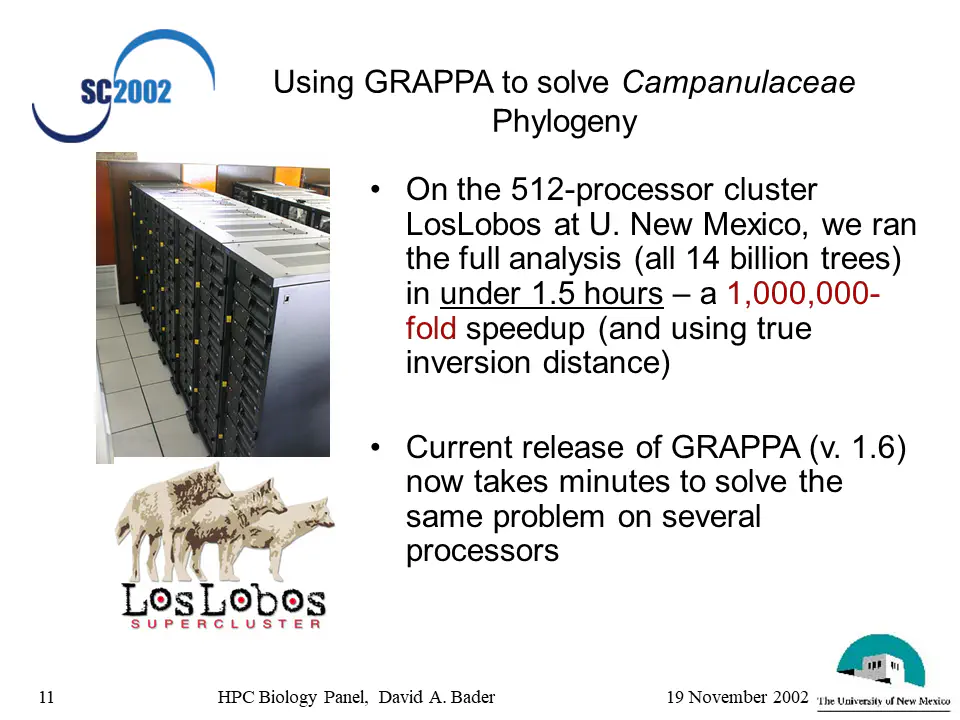 SC2002
Using GRAPPA to solve Campanulaceae
Phylogeny
• On the 512-processor cluster
LosLobos at U. New Mexico, we ran
the full analysis (all 14 billion trees)
in under 1.5 hours – a 1,000,000-
fold speedup (and using true
inversion distance)
• Current release of GRAPPA (v. 1.6)
now takes minutes to solve the
same problem on several
processors
LosLobos
SUPERCLUSTER
11 HPC Biology Panel, David A. Bader 19 November 2002
The University of New Mexico